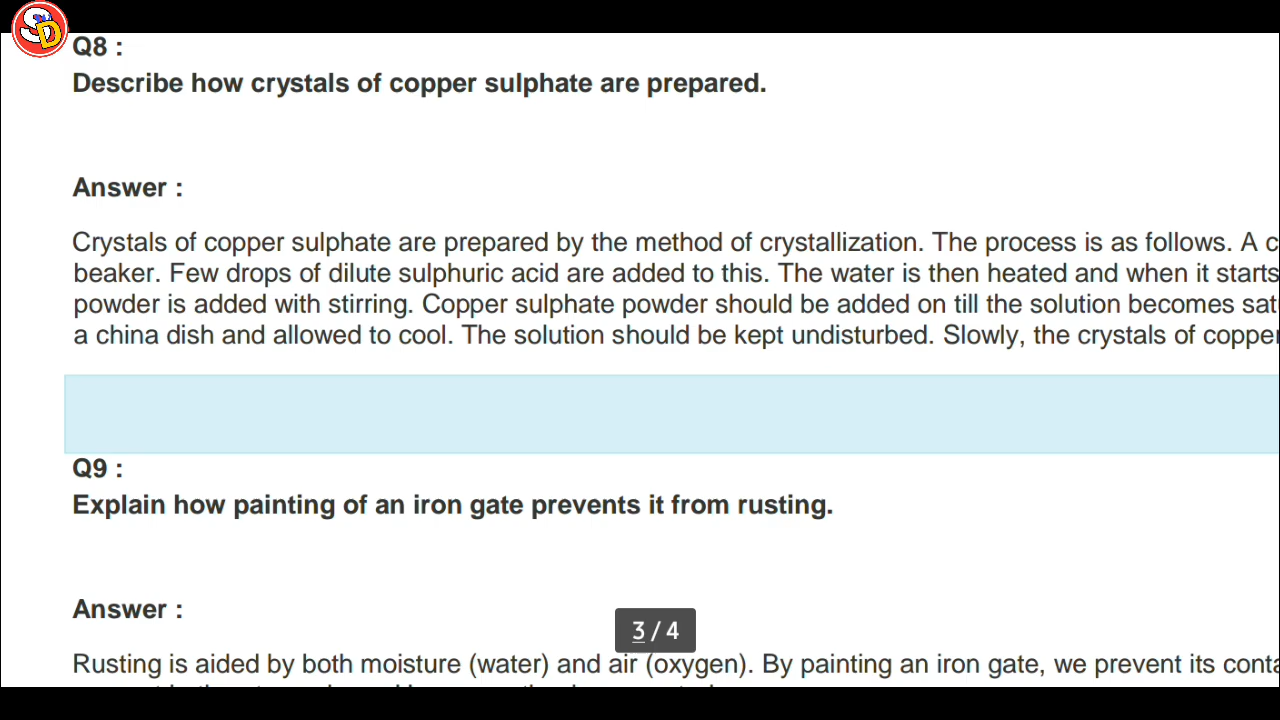 SD
Q8 :
Describe how crystals of copper sulphate are prepared.
Answer :
Crystals of copper sulphate are prepared by the method of crystallization. The process is as follows. A
beaker. Few drops of dilute sulphuric acid are added to this. The water is then heated and when it starts
powder is added with stirring. Copper sulphate powder should be added on till the solution becomes
a china dish and allowed to cool. The solution should be kept undisturbed. Slowly, the crystals of
Q9 :
Explain how painting of an iron gate prevents it from rusting.
Answer :
3 / 4
Rusting is aided by both moisture (water) and air (oxygen). By painting an iron gate, we prevent its